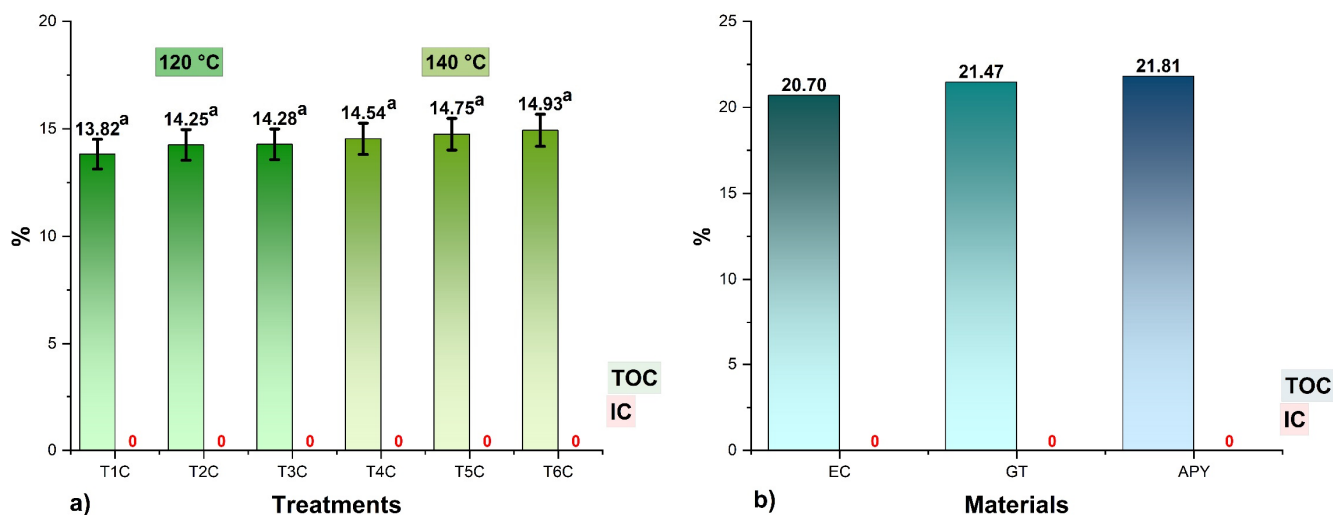 20
15
10
5
0
%
120 °C
140 °C
13.82a
14.25a
14.28a
14.54a
14.75a
14.93a
0 0 0 0 0 0
TOC
IC
T1C T2C T3C T4C T5C T6C
a) Treatments
25
20
15
10
5
0
%
20.70
21.47
21.81
0 0 0
TOC
IC
EC GT APY
b) Materials